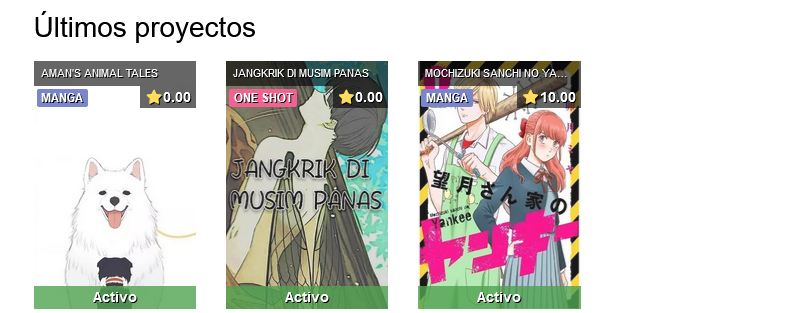 Últimos proyectos
AMAN'S ANIMAL TALES
MANGA
0.00
Activo
JANGKRIK DI MUSIM PANAS
ONE SHOT
0.00
JANGKRIK DI
MUSIM PANAS
Activo
MOCHIZUKI SANCHI NO YA...
MANGA
10.00
望月さん家の
Yankee
ヤンキー
Activo